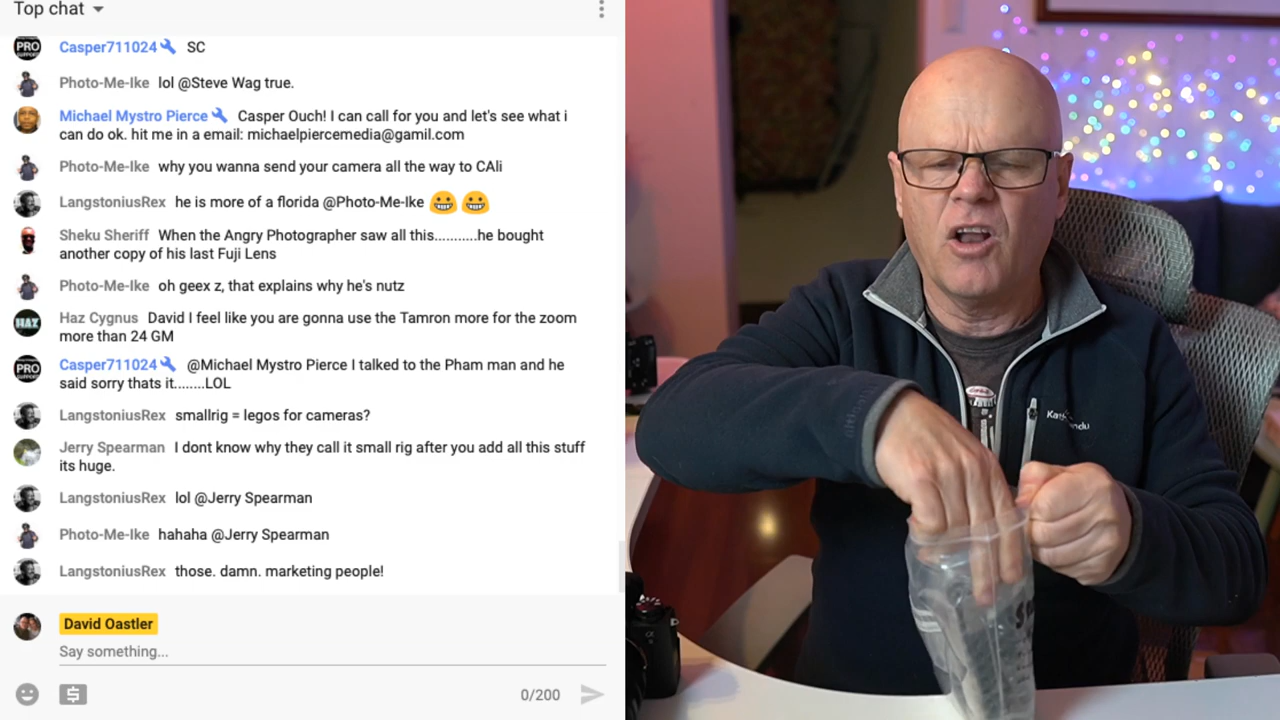 Top chat
PRO
Casper711024 SC
Photo-Me-Ike lol @Steve Wag true.
Michael Mystro Pierce Casper Ouch! I can call for you and let's see what i
can do ok. hit me in a email: michaelpiercemedia@gamil.com
Photo-Me-Ike why you wanna send your camera all the way to CAli
LangstoniusRex he is more of a florida @Photo-Me-Ike 😀 😀
Sheku Sheriff When the Angry Photographer saw all this...........he bought
another copy of his last Fuji Lens
Photo-Me-Ike oh geex z, that explains why he's nutz
HAZ
Haz Cygnus David I feel like you are gonna use the Tamron more for the zoom
more than 24 GM
PRO
Casper711024 @Michael Mystro Pierce I talked to the Pham man and he
said sorry thats it........LOL
LangstoniusRex smallrig = legos for cameras?
Jerry Spearman I dont know why they call it small rig after you add all this stuff
its huge.
LangstoniusRex lol @Jerry Spearman
Photo-Me-Ike hahaha @Jerry Spearman
LangstoniusRex those. damn. marketing people!
David Oastler
Say something...
$
0/200